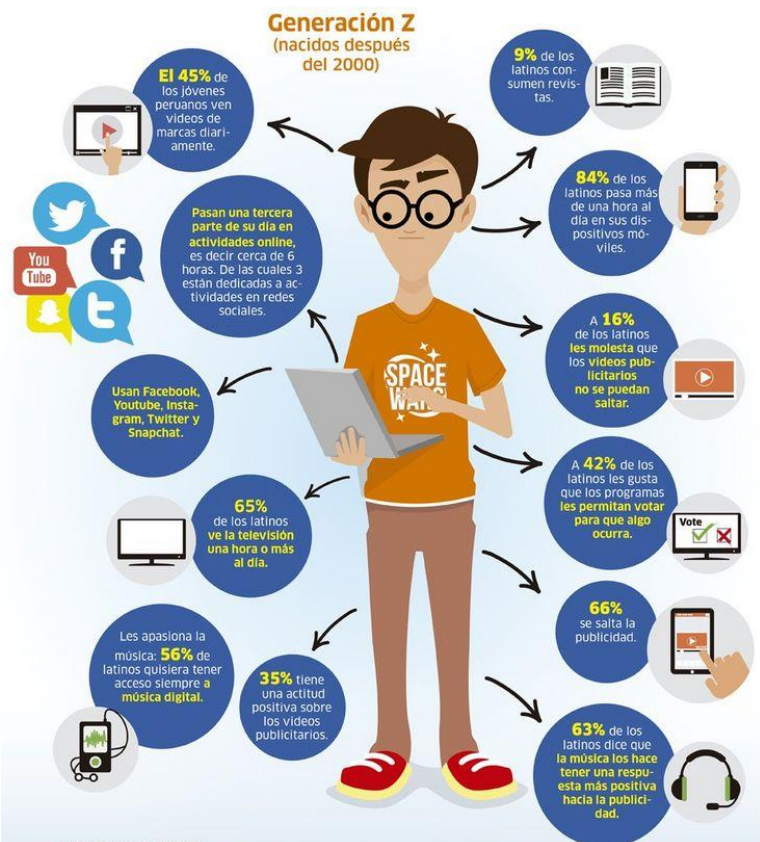 Generación Z
(nacidos después
del 2000)
El 45% de
los jóvenes
peruanos ven
videos de
marcas diari-
amente.
9% de los
latinos con-
sumen revis-
tas.
84% de los
latinos pasa más
de una hora al
día en sus dis-
positivos mó-
viles.
Pasan una tercera
parte de su día en
actividades online,
es decir cerca de 6
horas. De las cuales 3
están dedicadas a ac-
tividades en redes
sociales.
You
Tube
f
t
A 16%
de los latinos
les molesta que
los videos pub-
licitarios
no se puedan
saltar.
SPACE
WARS
Usan Facebook,
Youtube, Insta-
gram, Twitter y
Snapchat.
A 42% de los
latinos les gusta
que los programas
les permitan votar
para que algo
ocurra.
Vote
65%
de los latinos
ve la televisión
una hora o más
al día.
66%
se salta la
publicidad.
Les apasiona la
música: 56% de
latinos quisiera tener
acceso siempre a
música digital.
35% tiene
una actitud
positiva sobre
los videos
publicitarios.
63% de los
latinos dice que
la música los hace
tener una respu-
esta más positiva
hacia la publici-
dad.